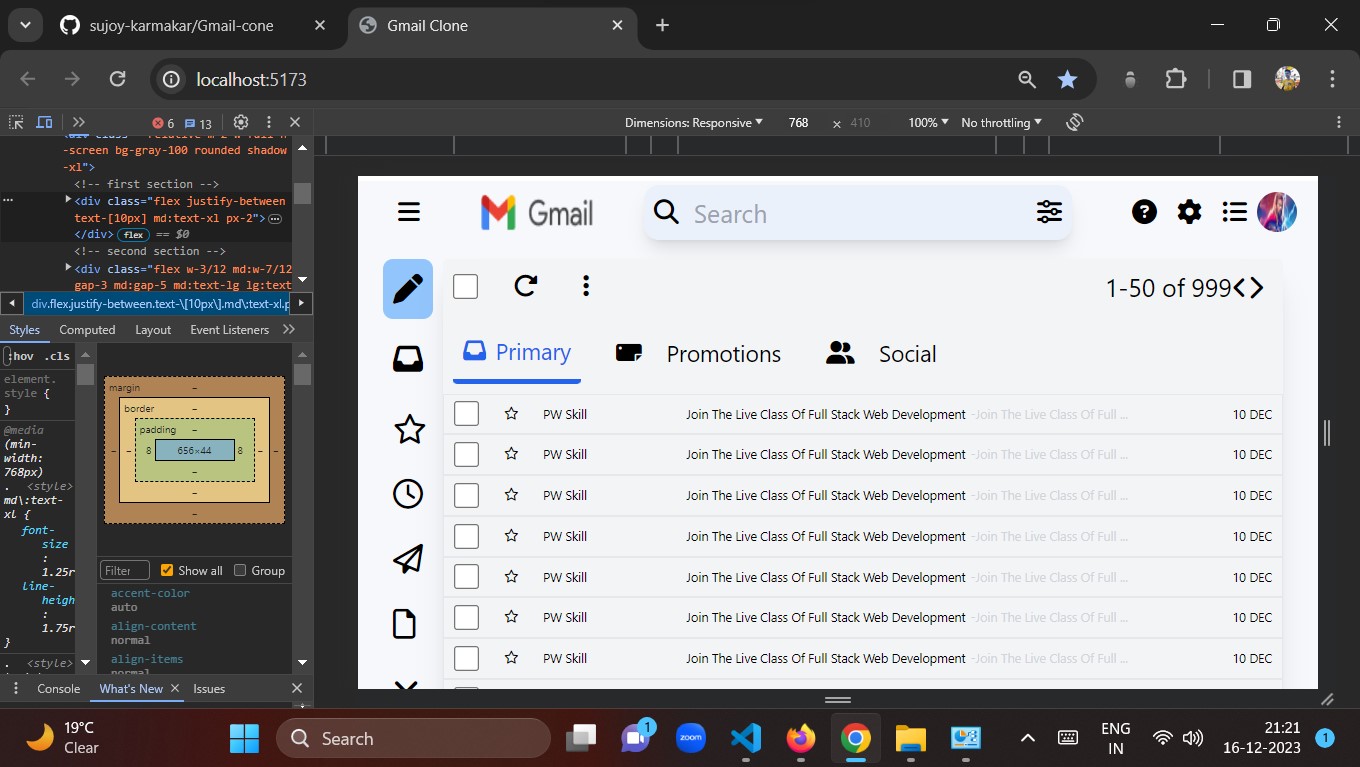 sujoy-karmakar/Gmail-cone
Gmail Clone
localhost:5173
6 13
Dimensions: Responsive 768 x 410 100% No throttling
-screen bg-gray-100 rounded shadow
-xl">
<!-- first section -->
<div class="flex justify-between
text-[10px] md:text-xl px-2">
</div> flex == $0
<!-- second section -->
<div class="flex w-3/12 md:w-7/12
gap-3 md:gap-5 md:text-lg lg:text
div.flex.justify-between.text-\[10px\].md\:text-xl.p
Styles Computed Layout Event Listeners
:hov .cls
element.
style {
}
@media
(min-
width:
768px)
. <style>
md\:text-
xl {
font-
size
:
1.25r
line-
heigh
:
1.75r
}
. <style>
margin –
border –
padding –
– – 8 656×44 8 – –
–
–
–
Filter Show all Group
accent-color
auto
align-content
normal
align-items
normal
Console What's New Issues
Gmail Search
1-50 of 999
Primary Promotions Social
PW Skill Join The Live Class Of Full Stack Web Development -Join The Live Class Of Full ... 10 DEC
PW Skill Join The Live Class Of Full Stack Web Development -Join The Live Class Of Full ... 10 DEC
PW Skill Join The Live Class Of Full Stack Web Development -Join The Live Class Of Full ... 10 DEC
PW Skill Join The Live Class Of Full Stack Web Development -Join The Live Class Of Full ... 10 DEC
PW Skill Join The Live Class Of Full Stack Web Development -Join The Live Class Of Full ... 10 DEC
PW Skill Join The Live Class Of Full Stack Web Development -Join The Live Class Of Full ... 10 DEC
PW Skill Join The Live Class Of Full Stack Web Development -Join The Live Class Of Full ... 10 DEC
19°C
Clear
Search
1
zoom
ENG
IN
21:21
16-12-2023
1